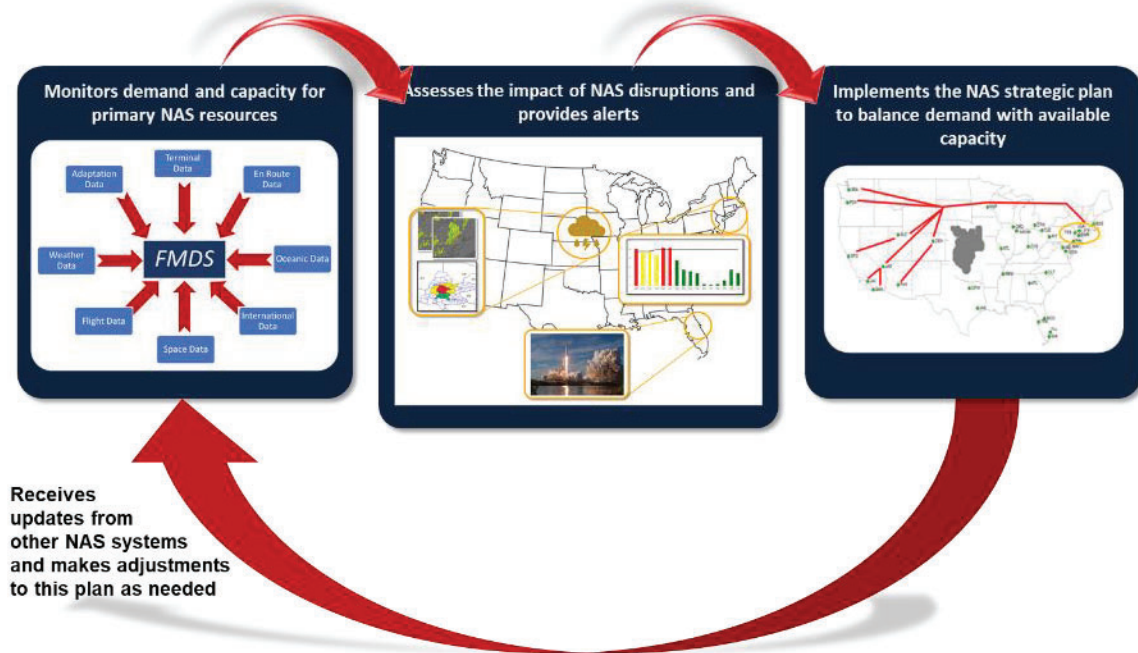 Monitors demand and capacity for
primary NAS resources
Terminal
Data
Adaptation
Data
En Route
Data
Weather
Data
FMDS
Oceanic Data
Flight Data
International
Data
Space Data
Assesses the impact of NAS disruptions and
provides alerts
Implements the NAS strategic plan
to balance demand with available
capacity
Receives
updates from
other NAS systems
and makes adjustments
to this plan as needed